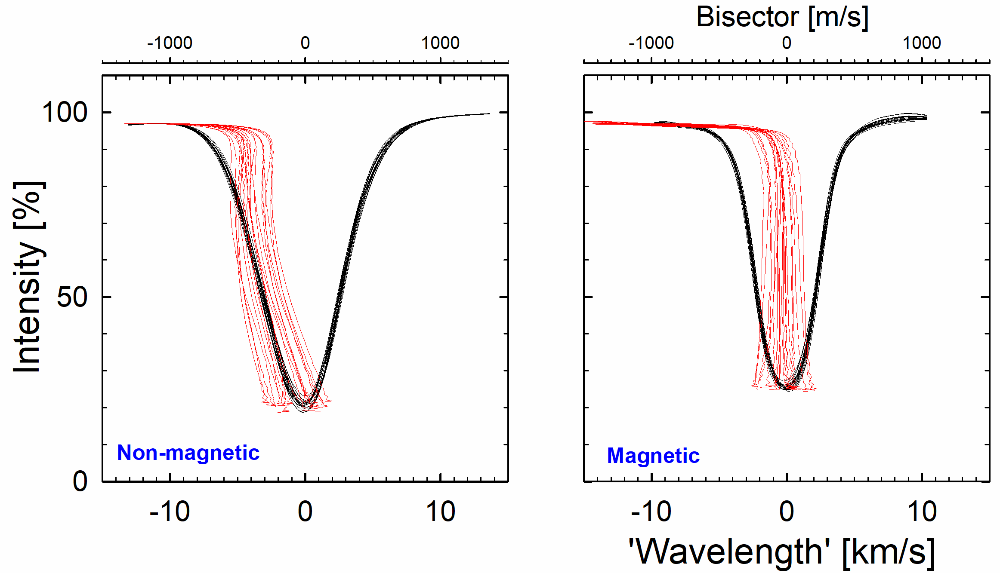 Bisector [m/s]
-1000 0 1000
-1000 0 1000
100
50
0
Intensity [%]
Non-magnetic
Magnetic
-10 0 10
-10 0 10
'Wavelength' [km/s]